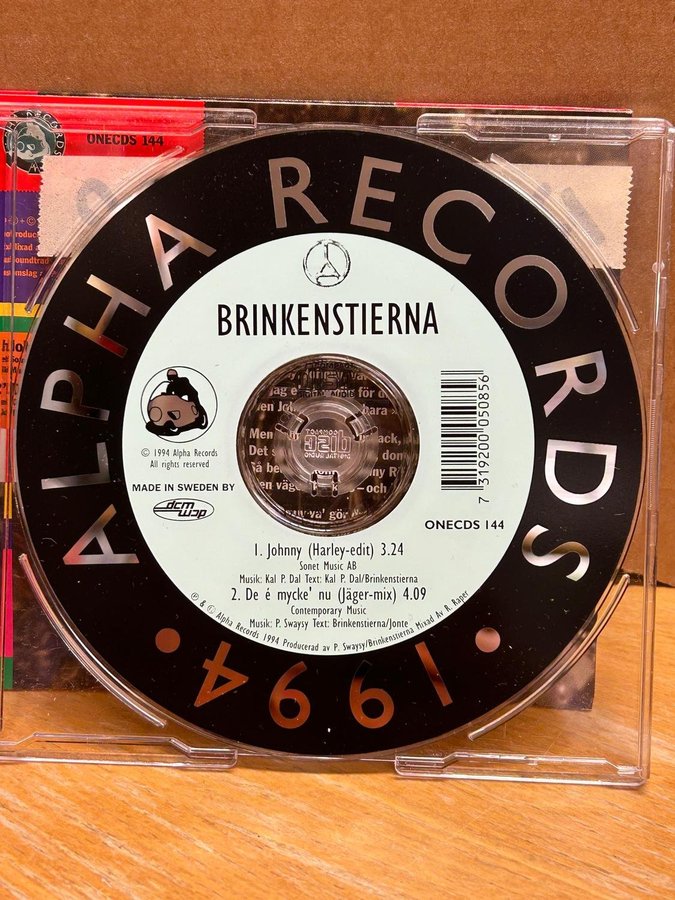 ONECDS 144
ALPHA RECORDS
BRINKENSTIERNA
© 1994 Alpha Records
All rights reserved
MADE IN SWEDEN BY
dcm
7 319200 050856
ONECDS 144
1. Johnny (Harley-edit) 3.24
Sonet Music AB
Musik: Kal P. Dal Text: Kal P. Dal/Brinkenstierna
2. De é mycke' nu (Jäger-mix) 4.09
Contemporary Music
Musik: P. Swaysy Text: Brinkenstierna/Jonte
℗ & © Alpha Records 1994 Producerad av P. Swaysy/Brinkenstierna Mixad Av R. Raper
• 1994 •